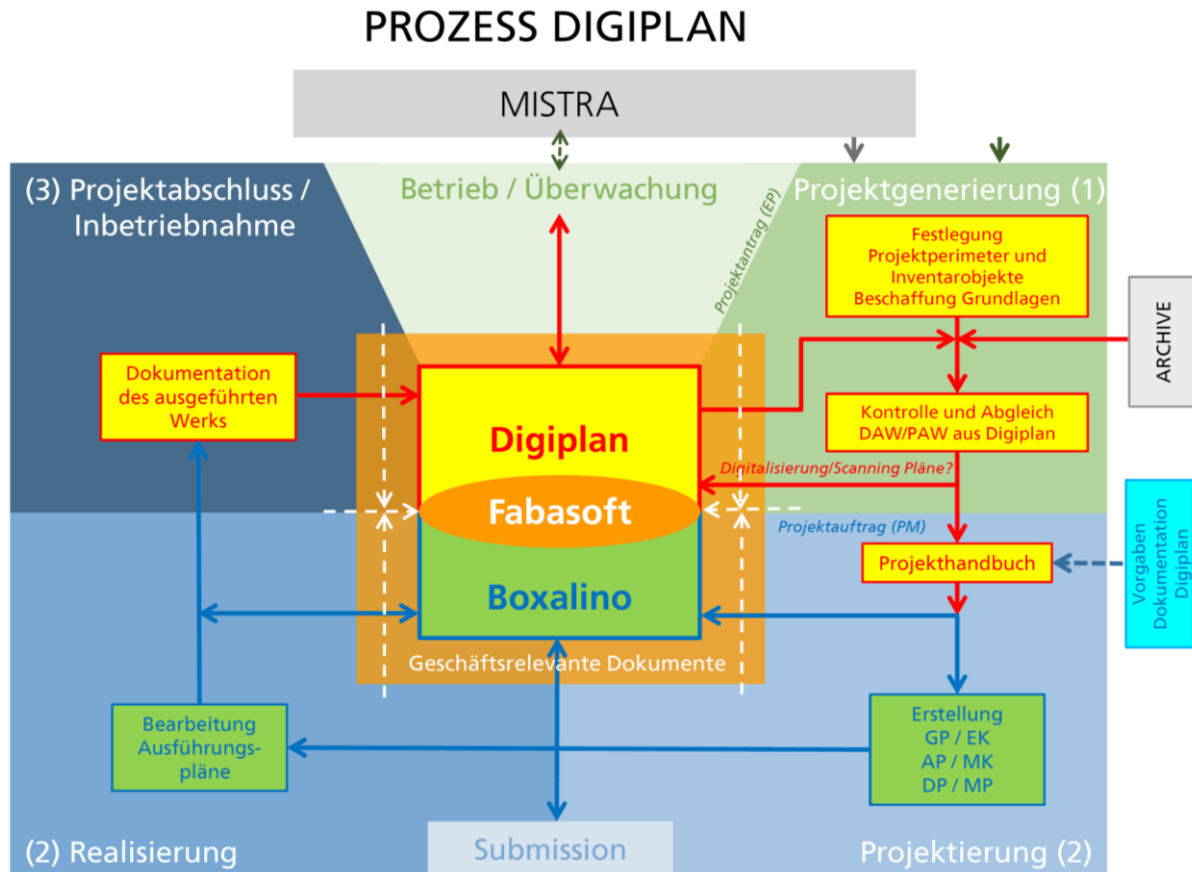 PROZESS DIGIPLAN
MISTRA
(3) Projektabschluss /
Inbetriebnahme
Betrieb / Überwachung
Projektgenerierung (1)
Projektantrag (EP)
Festlegung
Projektperimeter und
Inventarobjekte
Beschaffung Grundlagen
ARCHIVE
Dokumentation
des ausgeführten
Werks
Kontrolle und Abgleich
DAW/PAW aus Digiplan
Digiplan
Diginitalisierung/Scanning Pläne?
Fabasoft
Projektauftrag (PM)
Projekthandbuch
Vorgaben
Dokumentation
Digiplan
Boxalino
Geschäftsrelevante Dokumente
Bearbeitung
Ausführungs-
pläne
Erstellung
GP / EK
AP / MK
DP / MP
(2) Realisierung
Submission
Projektierung (2)